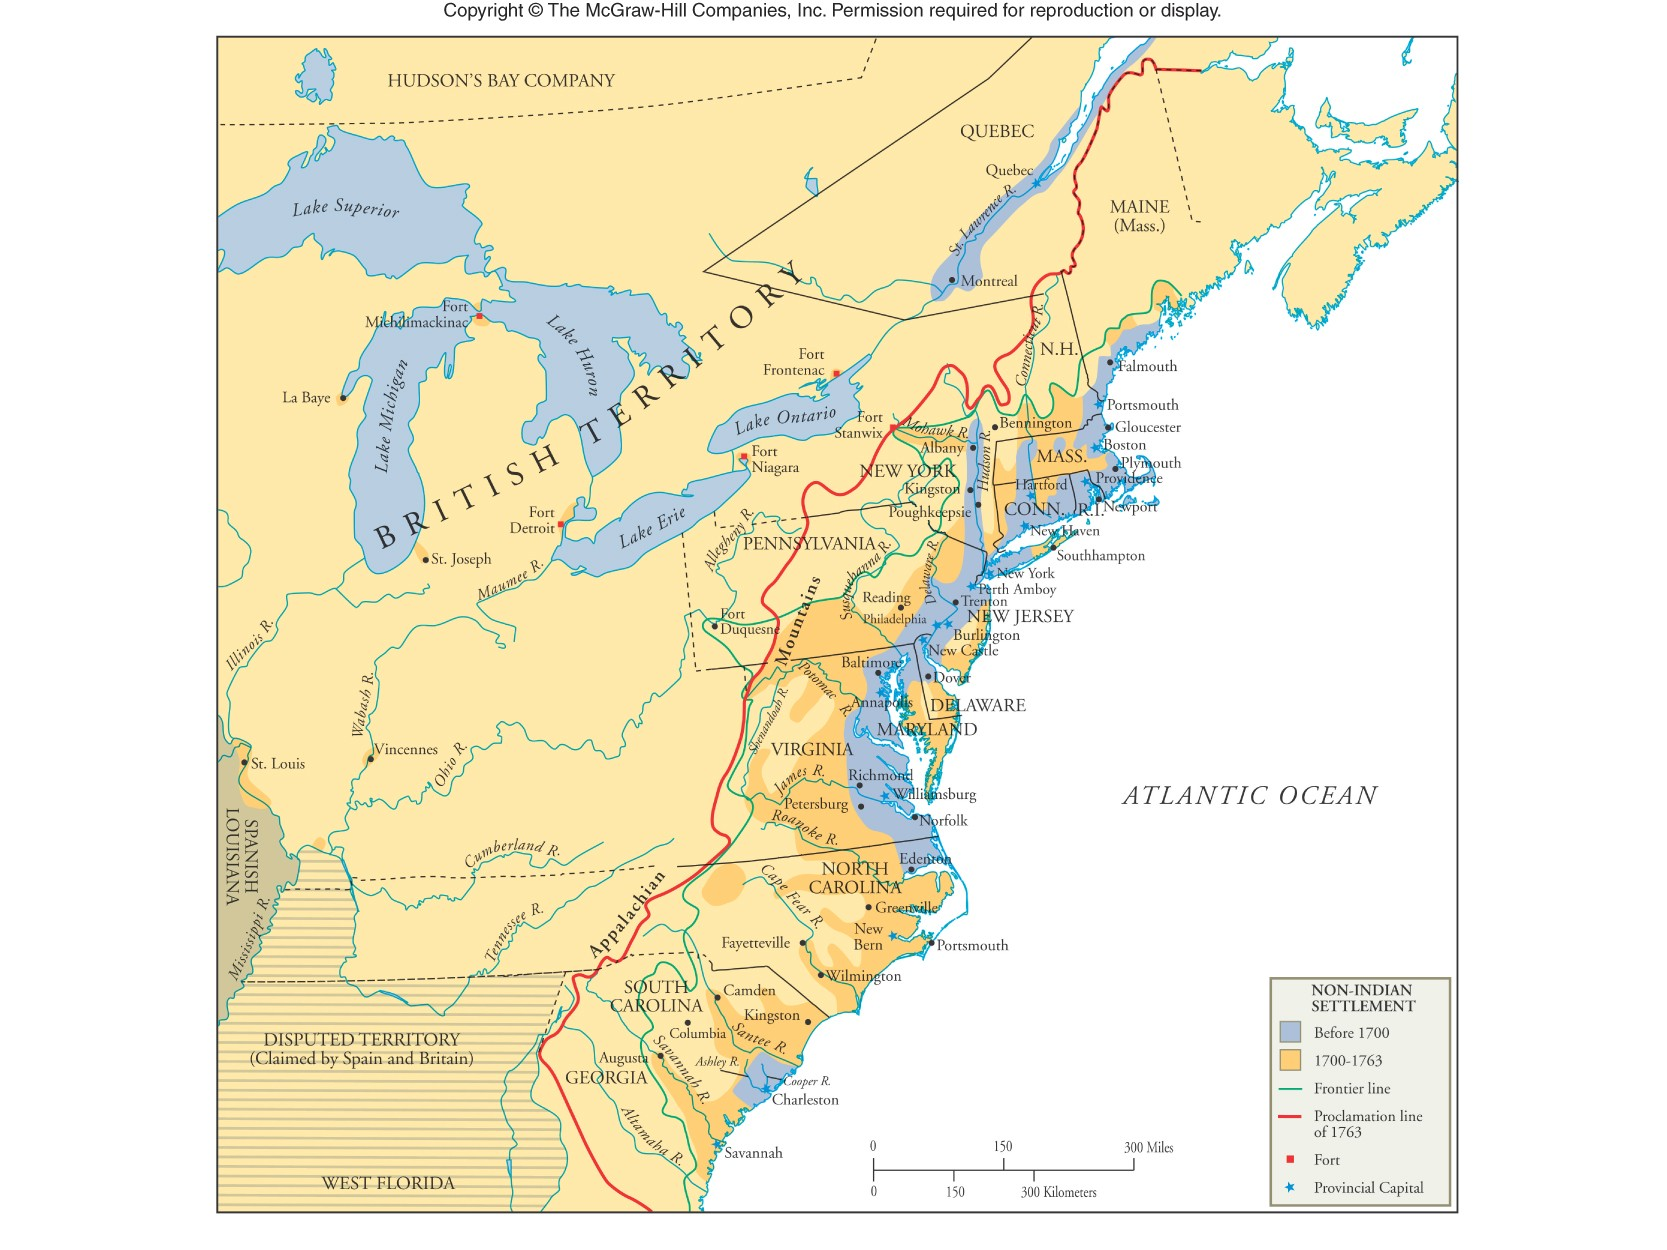 Copyright © The McGraw-Hill Companies, Inc. Permission required for reproduction or display.
HUDSON'S BAY COMPANY
QUEBEC
Quebec
St. Lawrence R.
MAINE
(Mass.)
Lake Superior
Montreal
Fort
Michilimackinac
Lake Huron
Lake Michigan
La Baye
BRITISH TERRITORY
Fort
Frontenac
Lake Ontario
Fort
Stanwix
Mohawk R.
Albany
Connecticut R.
N.H.
Falmouth
Portsmouth
Bennington
Gloucester
Boston
MASS.
Plymouth
Providence
Hudson R.
NEW YORK
Kingston
Hartford
Poughkeepsie
CONN.
R.I.
Newport
New Haven
Southhampton
Fort
Niagara
Fort
Detroit
Lake Erie
St. Joseph
Maumee R.
Allegheny R.
PENNSYLVANIA
Susquehanna R.
Delaware R.
New York
Perth Amboy
Reading
Trenton
Philadelphia
NEW JERSEY
Burlington
New Castle
Fort
Duquesne
Mountains
Baltimore
Dover
Annapolis
DELAWARE
MARYLAND
Potomac R.
Shenandoah R.
Illinois R.
Wabash R.
Vincennes
Ohio R.
St. Louis
VIRGINIA
James R.
Richmond
Williamsburg
Petersburg
Norfolk
Roanoke R.
ATLANTIC OCEAN
SPANISH
LOUISIANA
Mississippi R.
Cumberland R.
Tennessee R.
Appalachian
Edenton
NORTH
CAROLINA
Cape Fear R.
Greenville
New
Bern
Fayetteville
Portsmouth
Wilmington
SOUTH
CAROLINA
Camden
Kingston
Columbia
Santee R.
Augusta
Savannah R.
Ashley R.
Cooper R.
GEORGIA
Charleston
Altamaha R.
Savannah
DISPUTED TERRITORY
(Claimed by Spain and Britain)
WEST FLORIDA
0 150 300 Miles
0 150 300 Kilometers
NON-INDIAN
SETTLEMENT
Before 1700
1700-1763
Frontier line
Proclamation line
of 1763
Fort
Provincial Capital